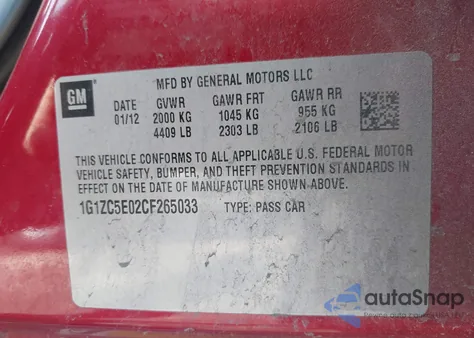 GM
MFD BY GENERAL MOTORS LLC
DATE GVWR GAWR FRT GAWR RR
01/12 2000 KG 1045 KG 955 KG
4409 LB 2303 LB 2106 LB
THIS VEHICLE CONFORMS TO ALL APPLICABLE U.S. FEDERAL MOTOR
VEHICLE SAFETY, BUMPER, AND THEFT PREVENTION STANDARDS IN
EFFECT ON THE DATE OF MANUFACTURE SHOWN ABOVE.
1G1ZC5E02CF265033 TYPE: PASS CAR
autoSnap